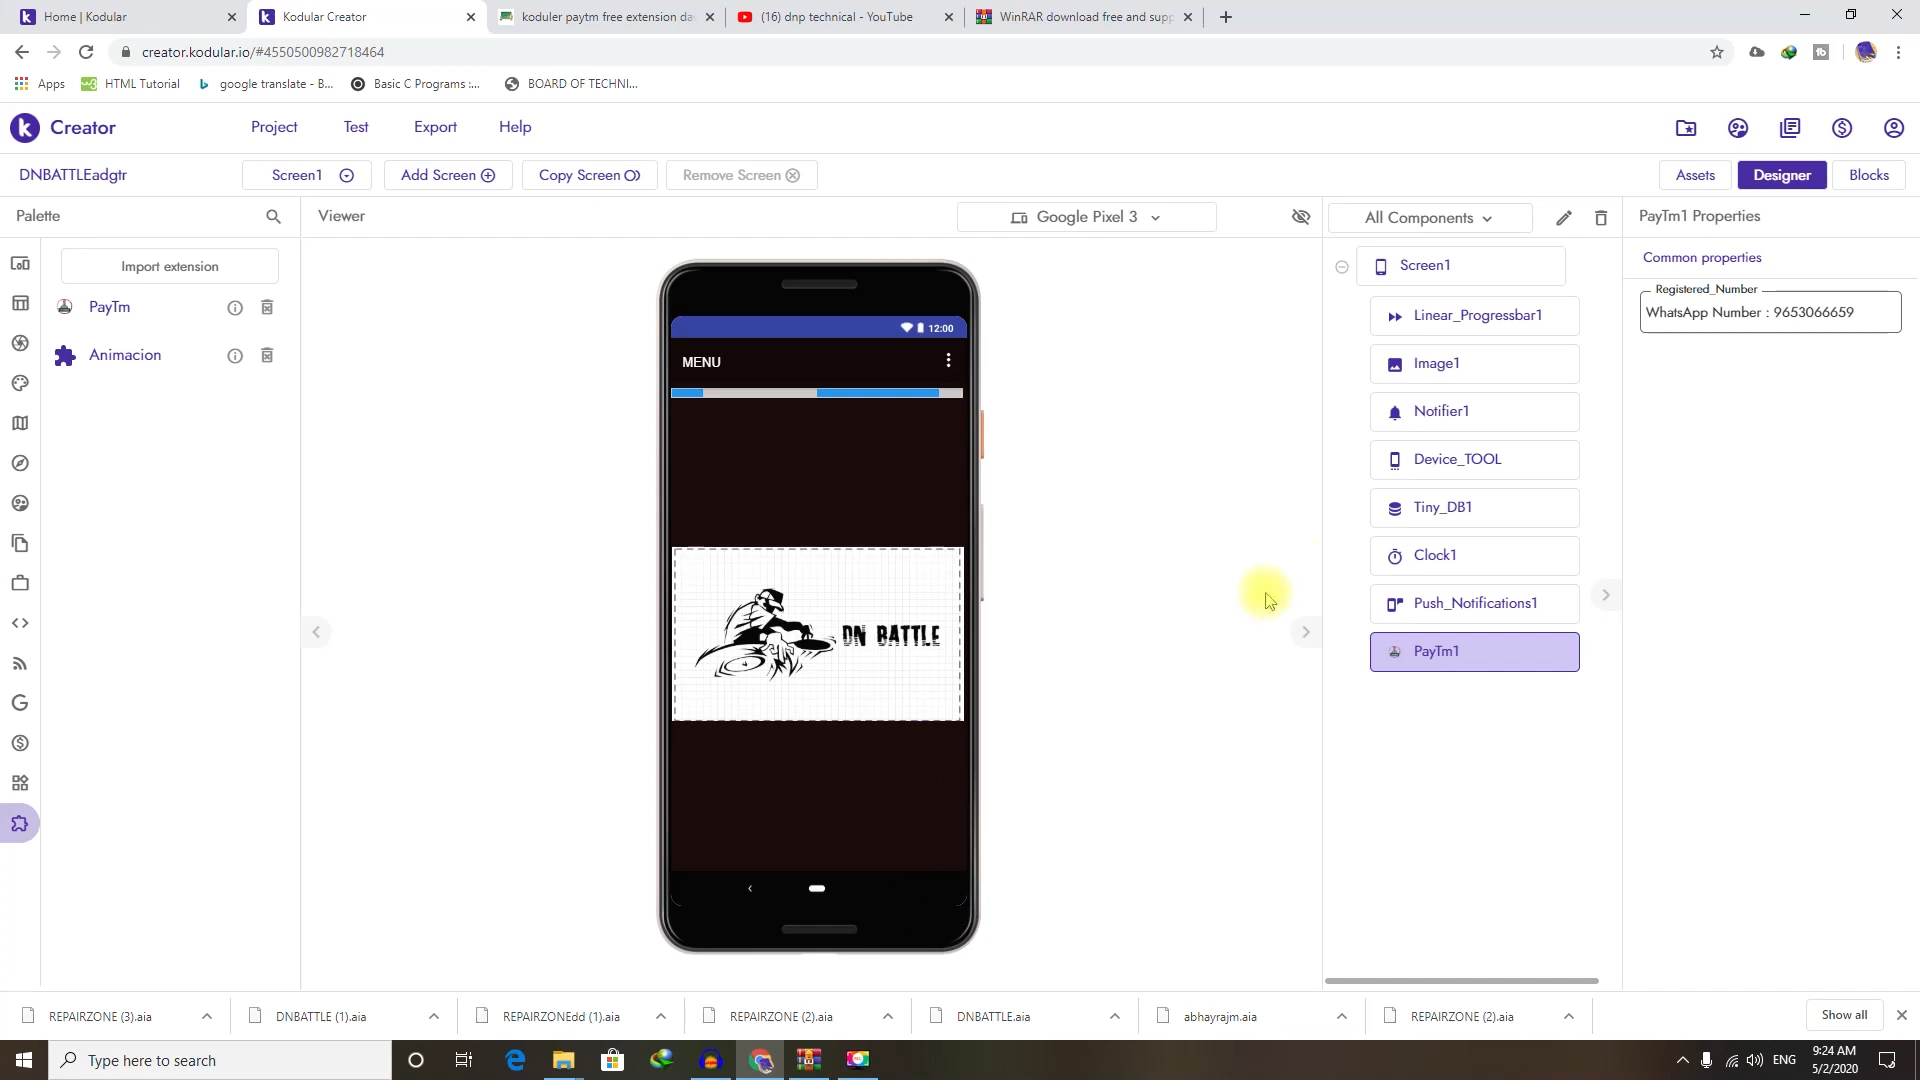 Home | Kodular
Kodular Creator
koduler paytm free extension da
(16) dnp technical - YouTube
WinRAR download free and supp
creator.kodular.io/#4550500982718464
Apps
HTML Tutorial
google translate - B...
Basic C Programs :...
BOARD OF TECHNI...
Creator
Project
Test
Export
Help
DNBATTLEadgtr
Screen1
Add Screen
Copy Screen
Remove Screen
Assets
Designer
Blocks
Palette
Viewer
Google Pixel 3
All Components
PayTm1 Properties
Import extension
PayTm
Animacion
12:00
MENU
DN BATTLE
Screen1
Linear_Progressbar1
Image1
Notifier1
Device_TOOL
Tiny_DB1
Clock1
Push_Notifications1
PayTm1
Common properties
Registered_Number
WhatsApp Number : 9653066659
REPAIRZONE (3).aia
DNBATTLE (1).aia
REPAIRZONEdd (1).aia
REPAIRZONE (2).aia
DNBATTLE.aia
abhayrajm.aia
REPAIRZONE (2).aia
Show all
Type here to search
ENG
9:24 AM
5/2/2020